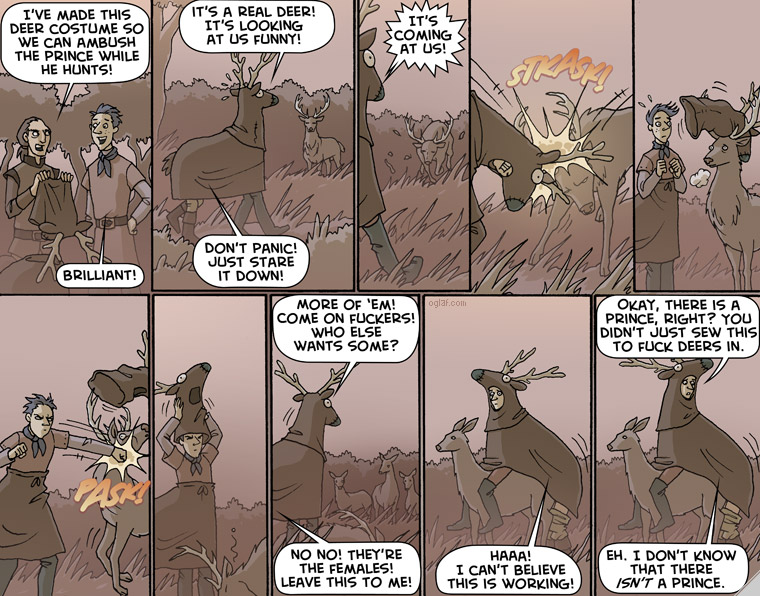 I'VE MADE THIS
DEER COSTUME SO
WE CAN AMBUSH
THE PRINCE WHILE
HE HUNTS!
BRILLIANT!
IT'S A REAL DEER!
IT'S LOOKING
AT US FUNNY!
DON'T PANIC!
JUST STARE
IT DOWN!
IT'S
COMING
AT US!
STKASK!
PASK!
MORE OF 'EM!
COME ON FUCKERS!
WHO ELSE
WANTS SOME?
NO NO! THEY'RE
THE FEMALES!
LEAVE THIS TO ME!
oglaf.com
HAAA!
I CAN'T BELIEVE
THIS IS WORKING!
OKAY, THERE IS A
PRINCE, RIGHT? YOU
DIDN'T JUST SEW THIS
TO FUCK DEERS IN.
EH. I DON'T KNOW
THAT THERE
ISN'T A PRINCE.